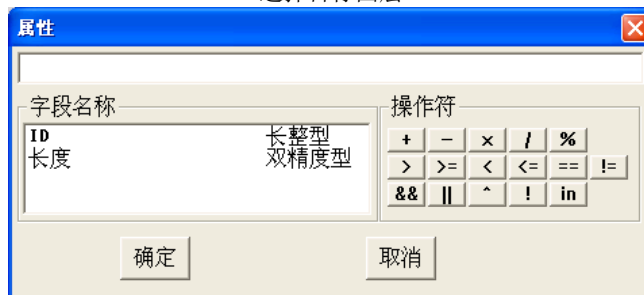 属性
字段名称
操作符
ID 长整型
长度 双精度型
+ − × / %
> >= < <= == !=
&& || ^ ! in
确定 取消